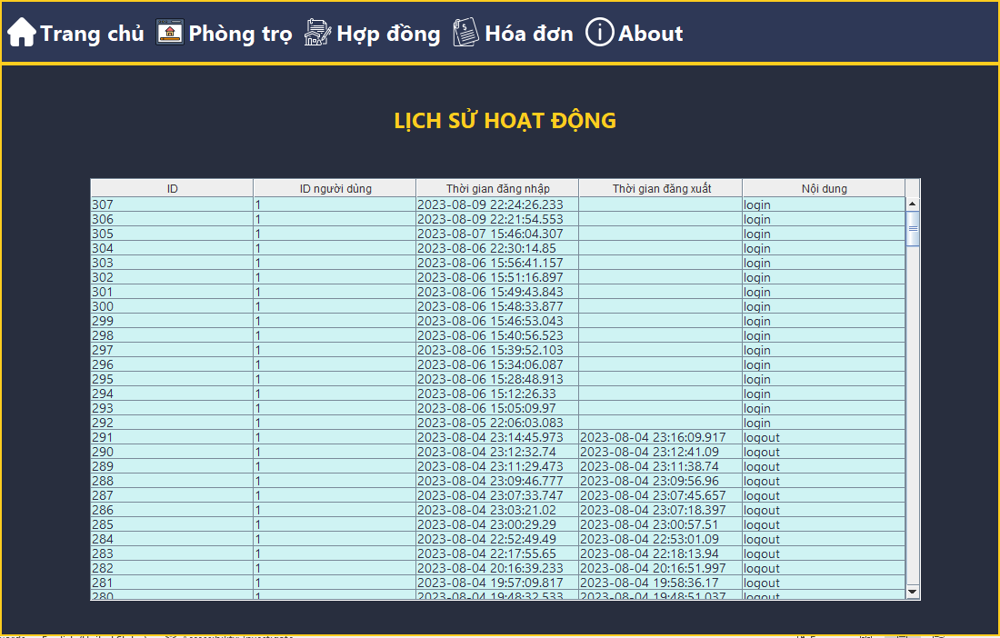 Trang chủ Phòng trọ Hợp đồng Hóa đơn About
LỊCH SỬ HOẠT ĐỘNG
ID ID người dùng Thời gian đăng nhập Thời gian đăng xuất Nội dung
307 1 2023-08-09 22:24:26.233 login
306 1 2023-08-09 22:21:54.553 login
305 1 2023-08-07 15:46:04.307 login
304 1 2023-08-06 22:30:14.85 login
303 1 2023-08-06 15:56:41.157 login
302 1 2023-08-06 15:51:16.897 login
301 1 2023-08-06 15:49:43.843 login
300 1 2023-08-06 15:48:33.877 login
299 1 2023-08-06 15:46:53.043 login
298 1 2023-08-06 15:40:56.523 login
297 1 2023-08-06 15:39:52.103 login
296 1 2023-08-06 15:34:06.087 login
295 1 2023-08-06 15:28:48.913 login
294 1 2023-08-06 15:12:26.33 login
293 1 2023-08-06 15:05:09.97 login
292 1 2023-08-05 22:06:03.083 login
291 1 2023-08-04 23:14:45.973 2023-08-04 23:16:09.917 logout
290 1 2023-08-04 23:12:32.74 2023-08-04 23:12:41.09 logout
289 1 2023-08-04 23:11:29.473 2023-08-04 23:11:38.74 logout
288 1 2023-08-04 23:09:46.777 2023-08-04 23:09:56.96 logout
287 1 2023-08-04 23:07:33.747 2023-08-04 23:07:45.657 logout
286 1 2023-08-04 23:03:21.02 2023-08-04 23:07:18.397 logout
285 1 2023-08-04 23:00:29.29 2023-08-04 23:00:57.51 logout
284 1 2023-08-04 22:52:49.49 2023-08-04 22:53:01.09 logout
283 1 2023-08-04 22:17:55.65 2023-08-04 22:18:13.94 logout
282 1 2023-08-04 20:16:39.233 2023-08-04 20:16:51.997 logout
281 1 2023-08-04 19:57:09.817 2023-08-04 19:58:36.17 logout
280 1 2023-08-04 19:48:32.533 2023-08-04 19:48:51.037 logout